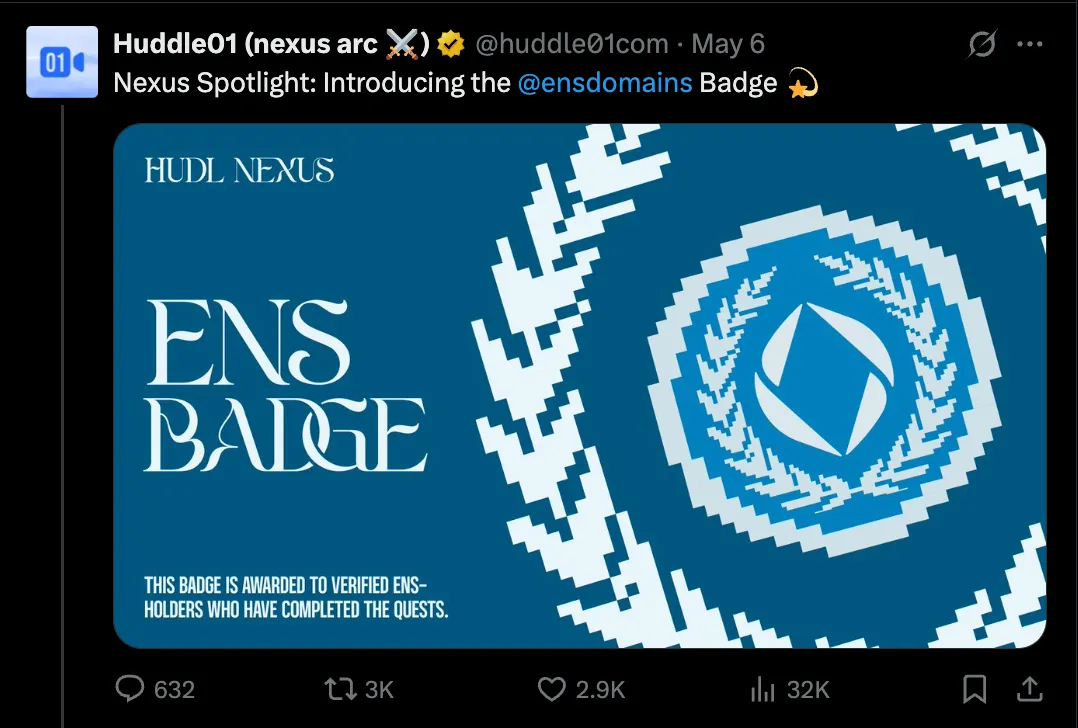 01
Huddle01 (nexus arc ⚔️) @huddle01com · May 6
Nexus Spotlight: Introducing the @ensdomains Badge 💫
HUDL NEXUS
ENS
BADGE
THIS BADGE IS AWARDED TO VERIFIED ENS-
HOLDERS WHO HAVE COMPLETED THE QUESTS.
632 3K 2.9K 32K